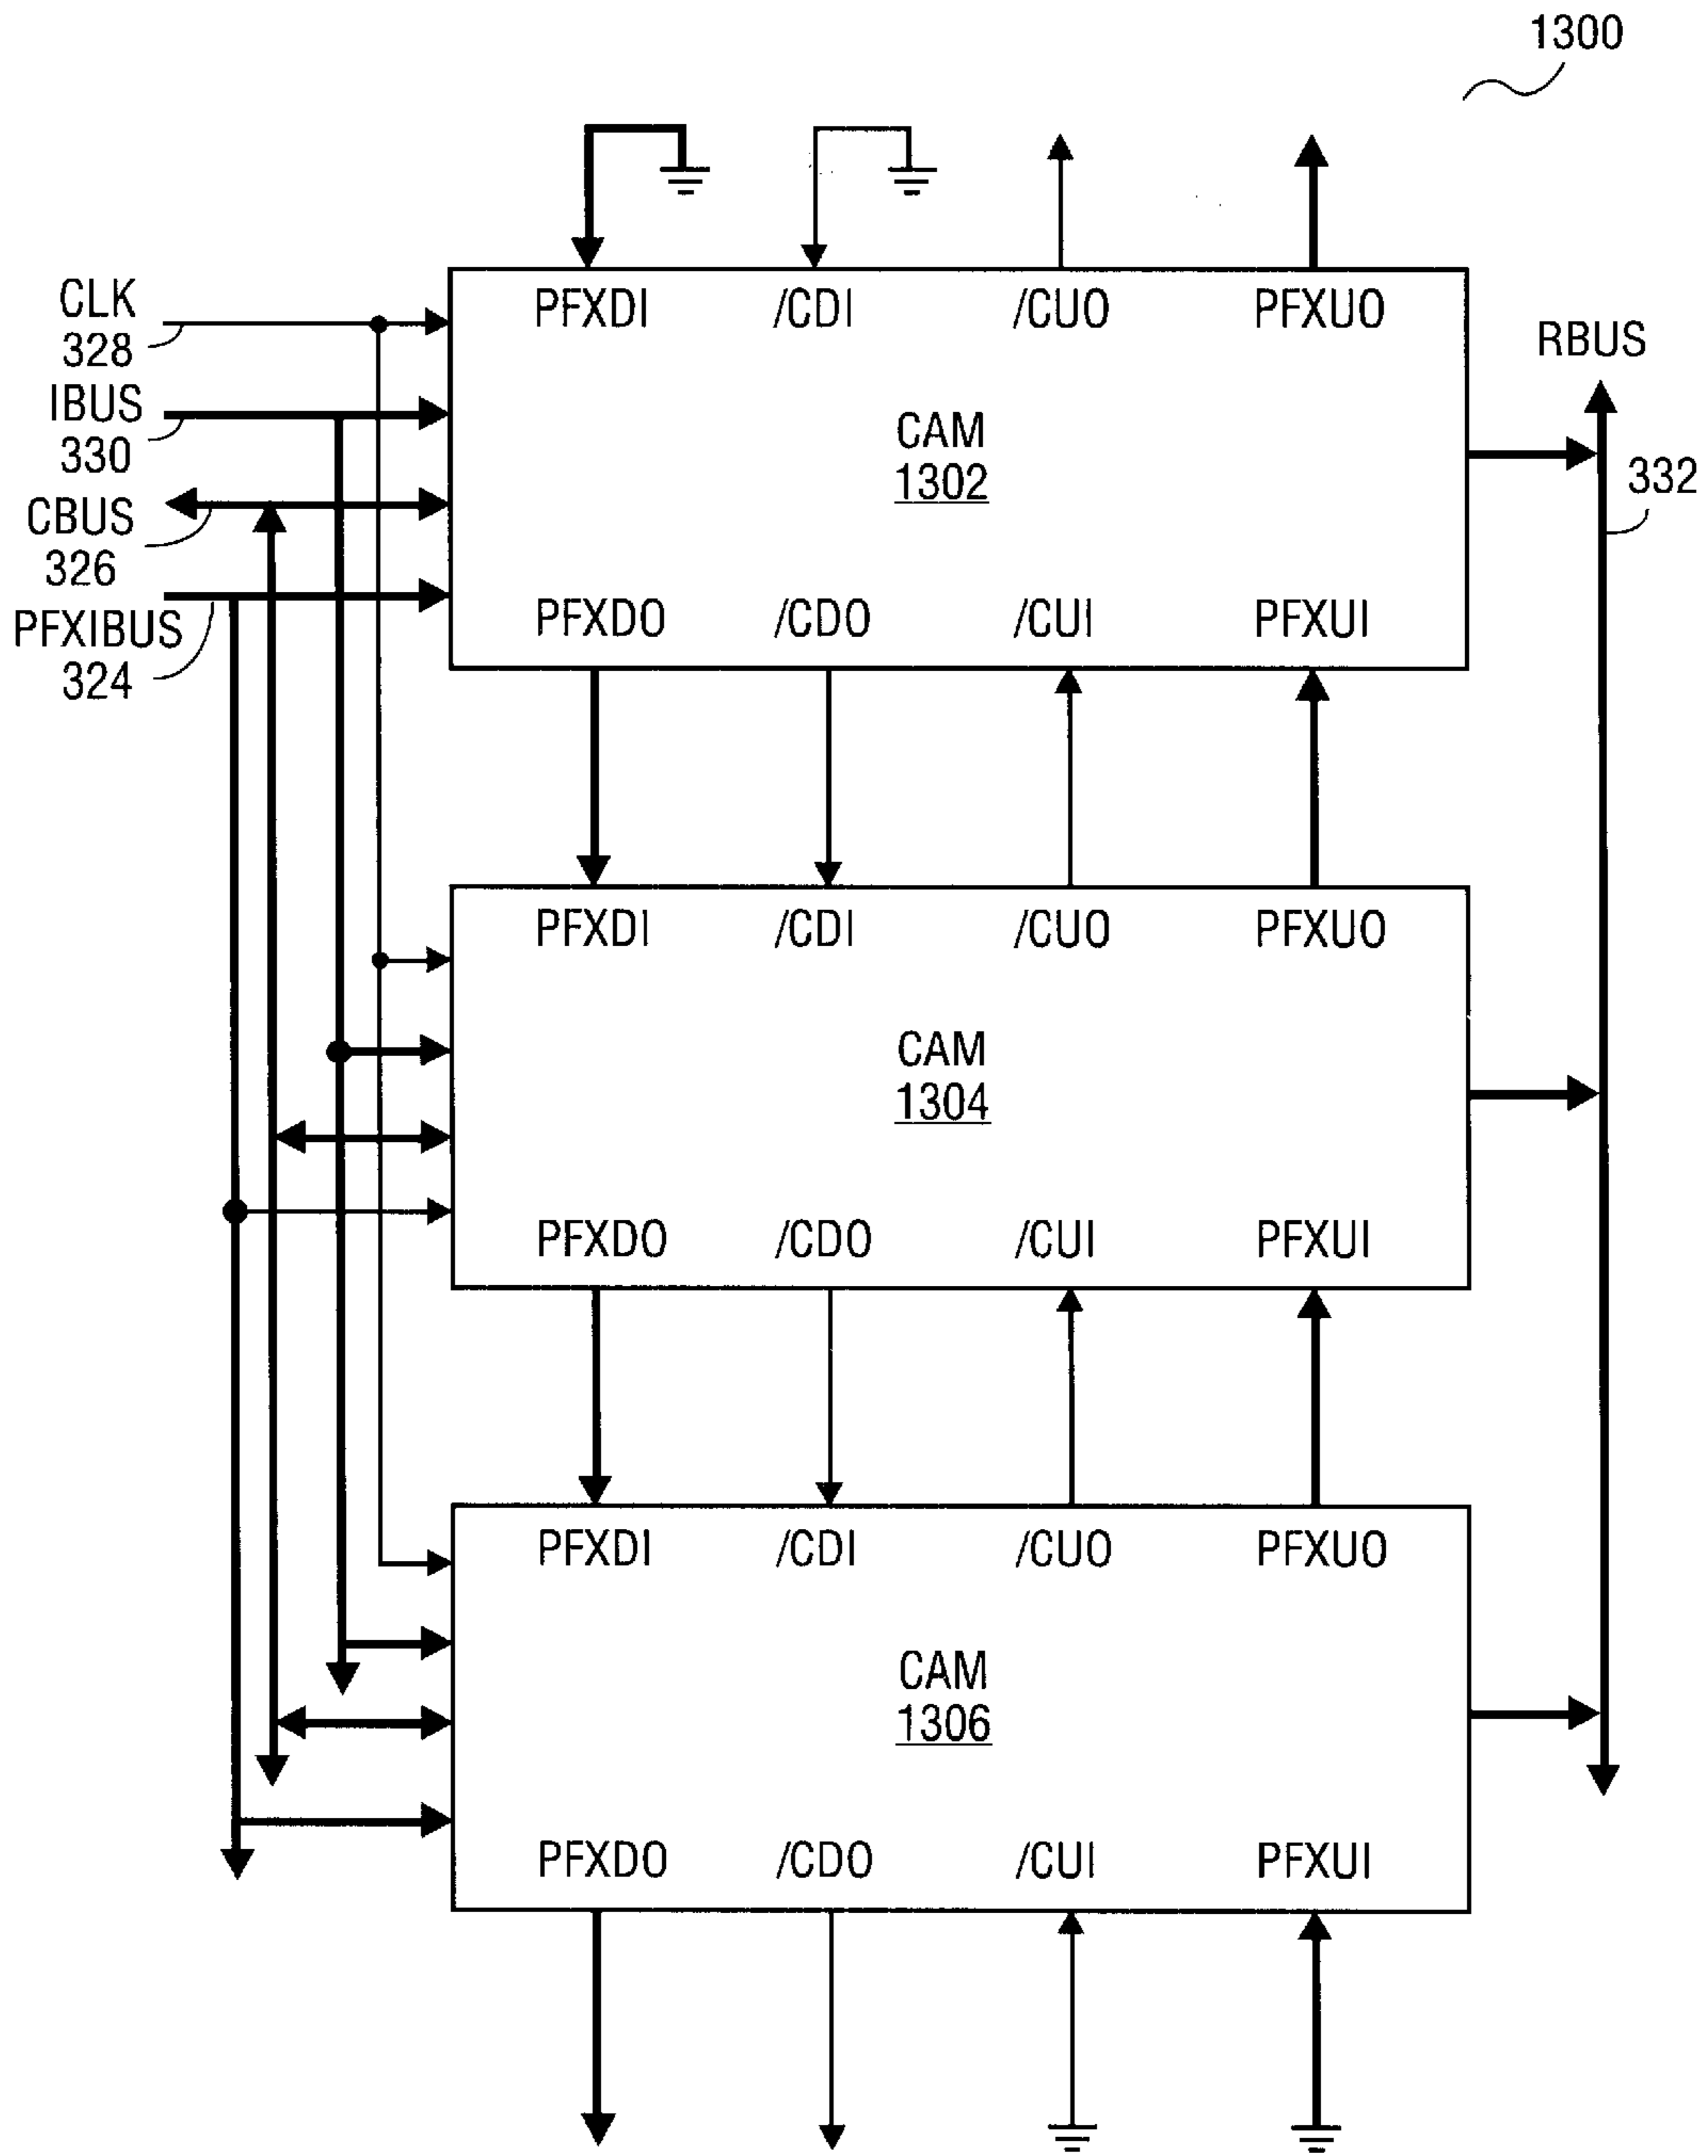 1300
CLK
328
IBUS
330
CBUS
326
PFXIBUS
324
PFXDI /CDI /CUO PFXUO
CAM
1302
PFXDO /CDO /CUI PFXUI
RBUS
332
PFXDI /CDI /CUO PFXUO
CAM
1304
PFXDO /CDO /CUI PFXUI
PFXDI /CDI /CUO PFXUO
CAM
1306
PFXDO /CDO /CUI PFXUI